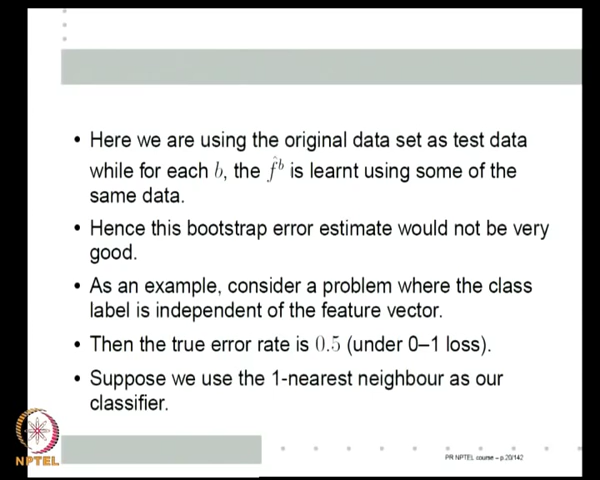 • Here we are using the original data set as test data
while for each b, the f̂ᵇ is learnt using some of the
same data.
• Hence this bootstrap error estimate would not be very
good.
• As an example, consider a problem where the class
label is independent of the feature vector.
• Then the true error rate is 0.5 (under 0–1 loss).
• Suppose we use the 1-nearest neighbour as our
classifier.
NPTEL
PR NPTEL course – p.20/142